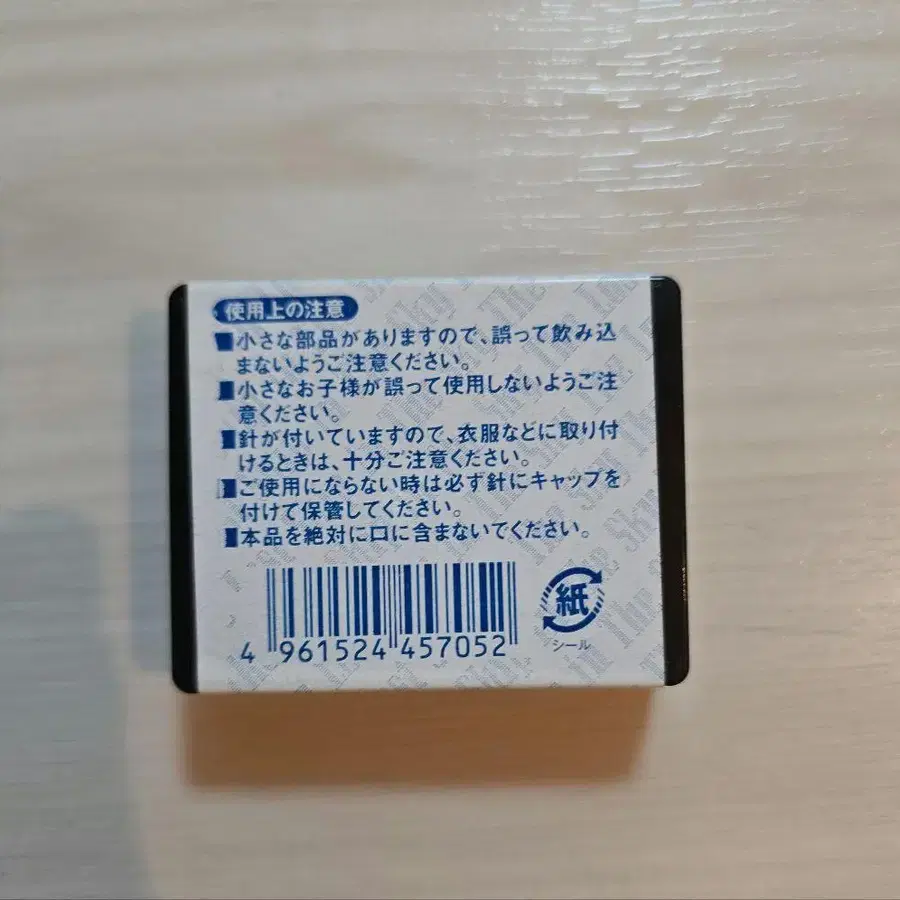 使用上の注意
■小さな部品がありますので、誤って飲み込
まないようご注意ください。
■小さなお子様が誤って使用しないようご注
意ください。
■針が付いていますので、衣服などに取り付
けるときは、十分ご注意ください。
■ご使用にならない時は必ず針にキャップを
付けて保管してください。
■本品を絶対に口に含まないでください。
4 961524 457052
紙
シール